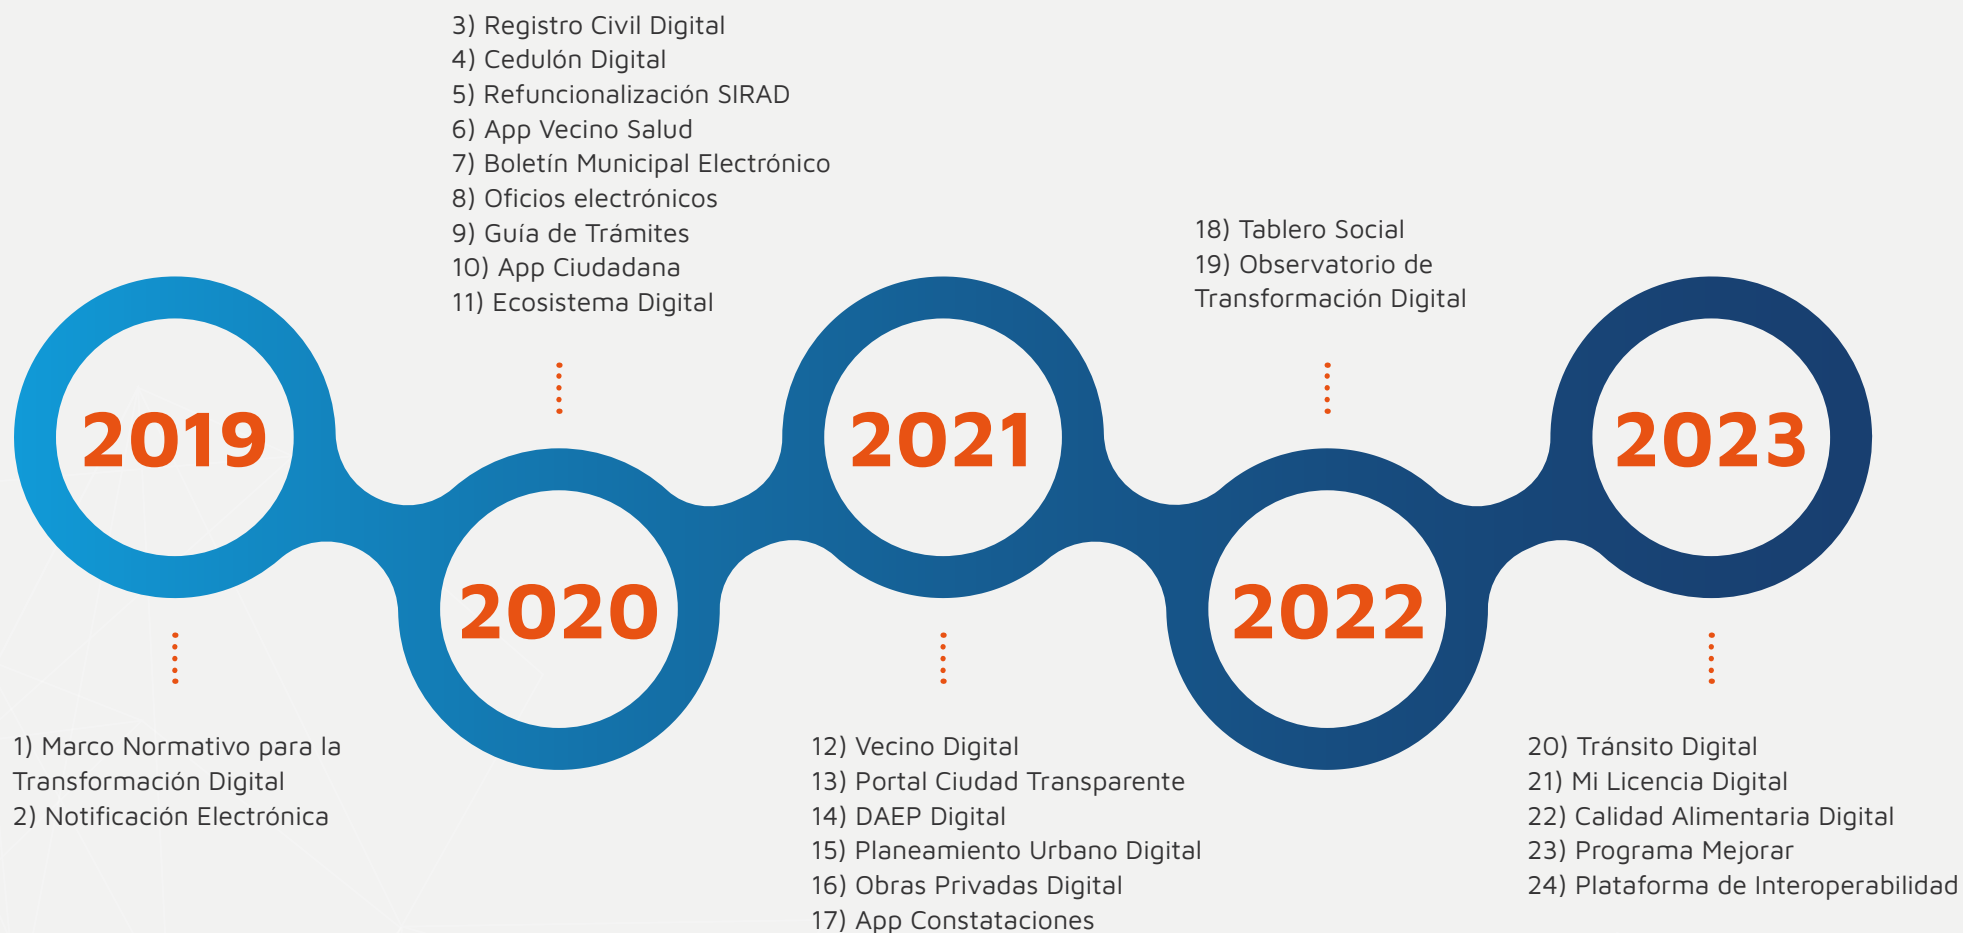 2019
1) Marco Normativo para la
Transformación Digital
2) Notificación Electrónica
3) Registro Civil Digital
4) Cedulón Digital
5) Refuncionalización SIRAD
6) App Vecino Salud
7) Boletín Municipal Electrónico
8) Oficios electrónicos
9) Guía de Trámites
10) App Ciudadana
11) Ecosistema Digital
2020
2021
12) Vecino Digital
13) Portal Ciudad Transparente
14) DAEP Digital
15) Planeamiento Urbano Digital
16) Obras Privadas Digital
17) App Constataciones
18) Tablero Social
19) Observatorio de
Transformación Digital
2022
2023
20) Tránsito Digital
21) Mi Licencia Digital
22) Calidad Alimentaria Digital
23) Programa Mejorar
24) Plataforma de Interoperabilidad